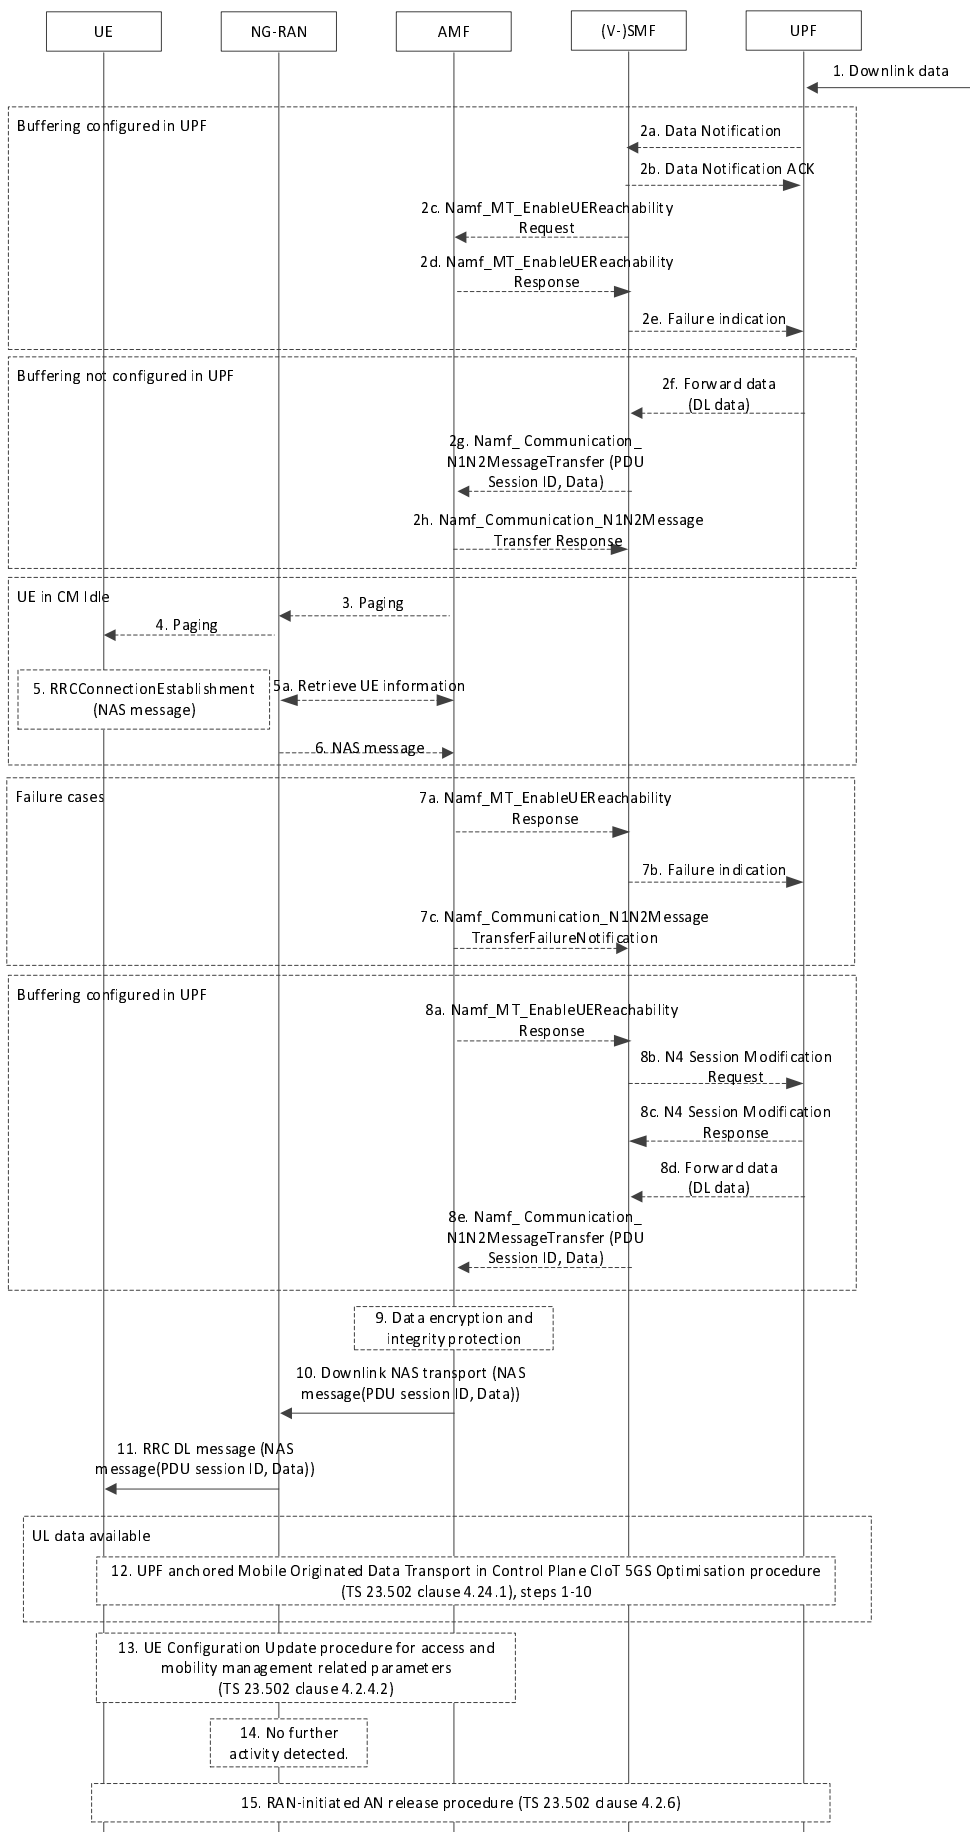 UE
NG-RAN
AMF
(V-)SMF
UPF
1. Downlink data
Buffering configured in UPF
2a. Data Notification
2b. Data Notification ACK
2c. Namf_MT_EnableUEReachability
Request
2d. Namf_MT_EnableUEReachability
Response
2e. Failure indication
Buffering not configured in UPF
2f. Forward data
(DL data)
2g. Namf_ Communication_
N1N2MessageTransfer (PDU
Session ID, Data)
2h. Namf_Communication_N1N2Message
Transfer Response
UE in CM Idle
3. Paging
4. Paging
5. RRCConnectionEstablishment
(NAS message)
5a. Retrieve UE information
6. NAS message
Failure cases
7a. Namf_MT_EnableUEReachability
Response
7b. Failure indication
7c. Namf_Communication_N1N2Message
TransferFailureNotification
Buffering configured in UPF
8a. Namf_MT_EnableUEReachability
Response
8b. N4 Session Modification
Request
8c. N4 Session Modification
Response
8d. Forward data
(DL data)
8e. Namf_ Communication_
N1N2MessageTransfer (PDU
Session ID, Data)
9. Data encryption and
integrity protection
10. Downlink NAS transport (NAS
message(PDU session ID, Data))
11. RRC DL message (NAS
message(PDU session ID, Data))
UL data available
12. UPF anchored Mobile Originated Data Transport in Control Plane CIoT 5GS Optimisation procedure
(TS 23.502 clause 4.24.1), steps 1-10
13. UE Configuration Update procedure for access and
mobility management related parameters
(TS 23.502 clause 4.2.4.2)
14. No further
activity detected.
15. RAN-initiated AN release procedure (TS 23.502 clause 4.2.6)